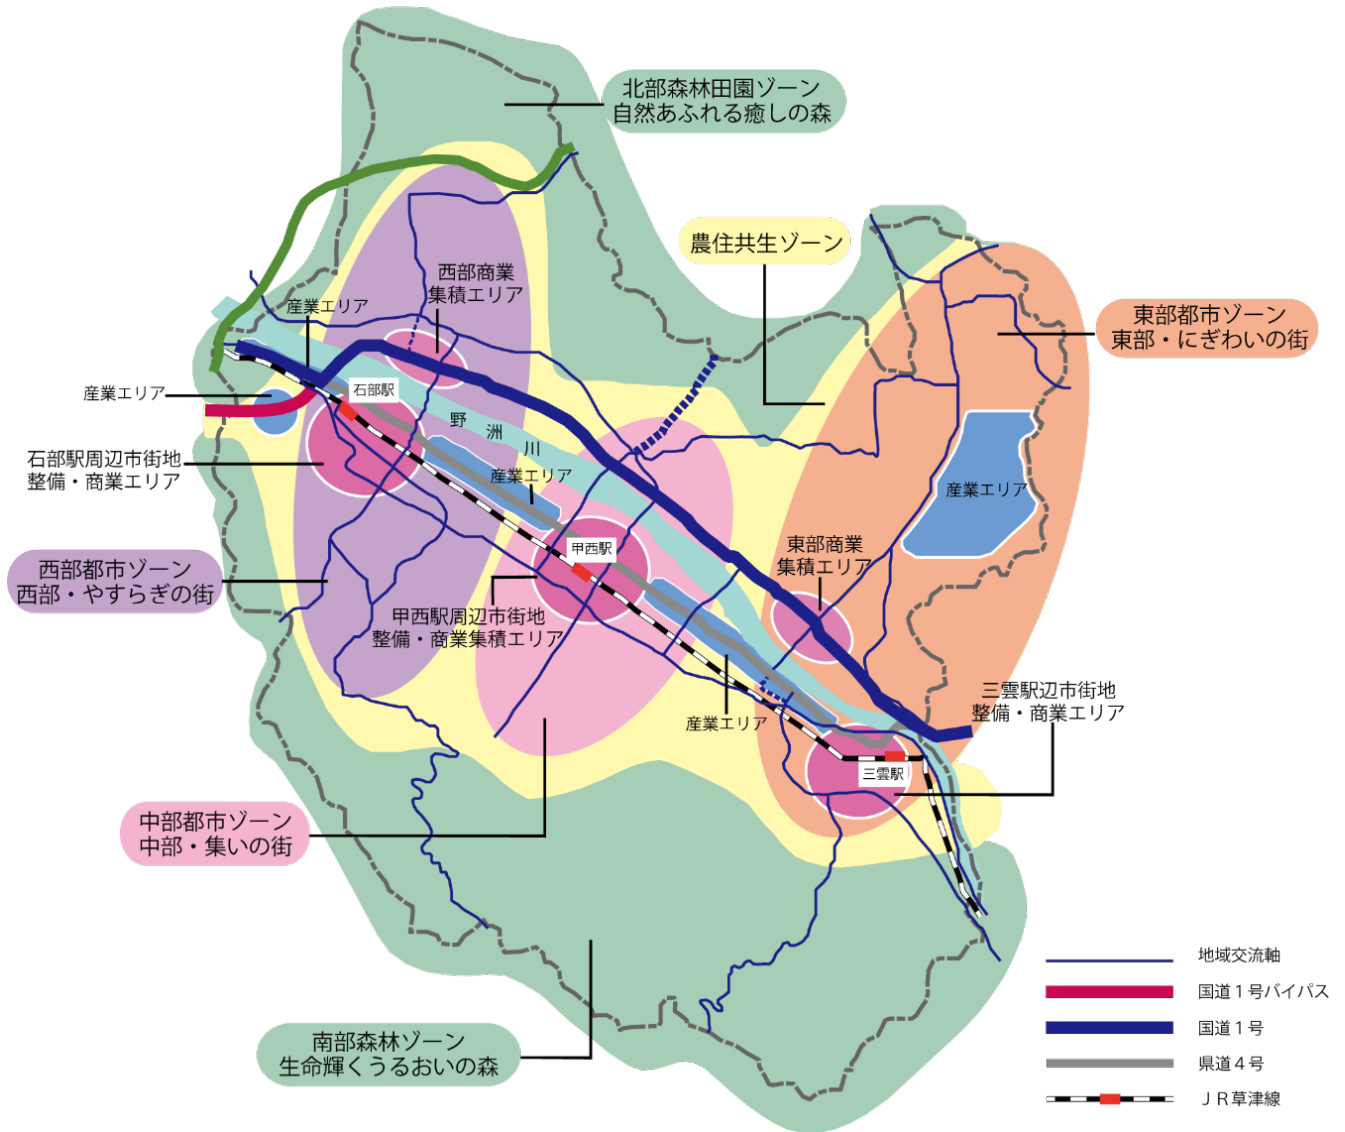 北部森林田園ゾーン
自然あふれる癒しの森
農住共生ゾーン
西部商業
集積エリア
産業エリア
東部都市ゾーン
東部・にぎわいの街
産業エリア
石部駅
野洲川
石部駅周辺市街地
整備・商業エリア
産業エリア
産業エリア
西部都市ゾーン
西部・やすらぎの街
甲西駅
東部商業
集積エリア
甲西駅周辺市街地
整備・商業集積エリア
三雲駅辺市街地
整備・商業エリア
産業エリア
三雲駅
中部都市ゾーン
中部・集いの街
南部森林ゾーン
生命輝くうるおいの森
地域交流軸
国道1号バイパス
国道1号
県道4号
JR草津線